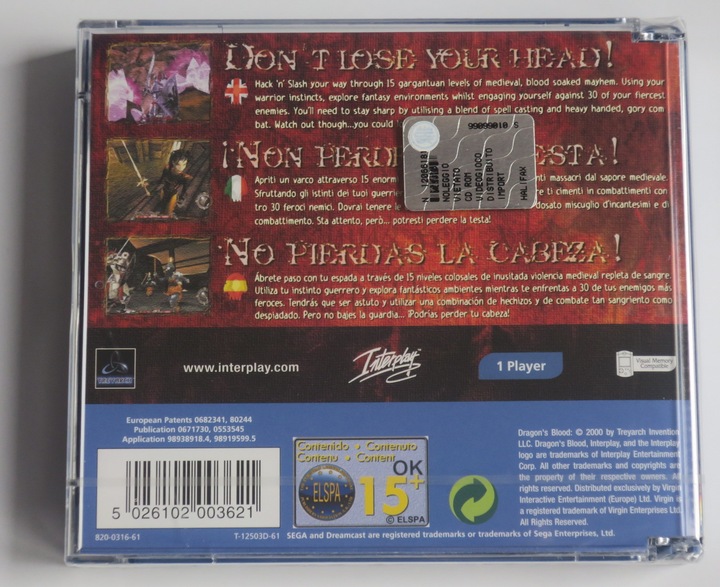 DON'T LOSE YOUR HEAD!
Hack 'n' Slash your way through 15 gargantuan levels of medieval, blood soaked mayhem. Using your
warrior instincts, explore fantasy environments whilst engaging yourself against 30 of your fiercest
enemies. You'll need to stay sharp by utilising a blend of spell casting and heavy handed, gory com
bat. Watch out though...you could
¡NON PERDE ESTA!
Apriti un varco attraverso 15 enorm massacri dal sapore medievale.
Sfruttando gli istinti dei tuoi guerrie te ti cimenti in combattimenti con
tro 30 feroci nemici. Dovrai tenere le dosato miscuglio d'incantesimi e di
combattimento. Sta attento, però... potresti perdere la testa!
N. V2066181
NOLEGGIO
VIETATO
CD ROM
VIDEOGIOCO
DISTRIBUITO
IMPORT
HALIFAX
S 010669066
NO PIERDAS LA CABEZA!
Ábrete paso con tu espada a través de 15 niveles colosales de inusitada violencia medieval repleta de sangre.
Utiliza tu instinto guerrero y explora fantásticos ambientes mientras te enfrentas a 30 de tus enemigos más
feroces. Tendrás que ser astuto y utilizar una combinación de hechizos y de combate tan sangriento como
despiadado. Pero no bajes la guardia... ¡Podrías perder tu cabeza!
TREYARCH
www.interplay.com
Interplay™
1 Player
Visual Memory
Compatible
European Patents 0682341, 80244
Publication 0671730, 0553545
Application 98938918.4, 98919599.5
5 026102 003621
820-0316-61
T-12503D-61
Contenido • Contenuto
Contenu • Content
ELSPA
OK
15+
© ELSPA
Dragon's Blood: © 2000 by Treyarch Invention
LLC. Dragon's Blood, Interplay, and the Interplay
logo are trademarks of Interplay Entertainment
Corp. All other trademarks and copyrights are
the property of their respective owners. All
rights reserved. Distributed exclusively by Virgin
Interactive Entertainment (Europe) Ltd. Virgin is
a registered trademark of Virgin Enterprises Ltd.
All Rights Reserved.
SEGA and Dreamcast are registered trademarks or trademarks of Sega Enterprises, Ltd.